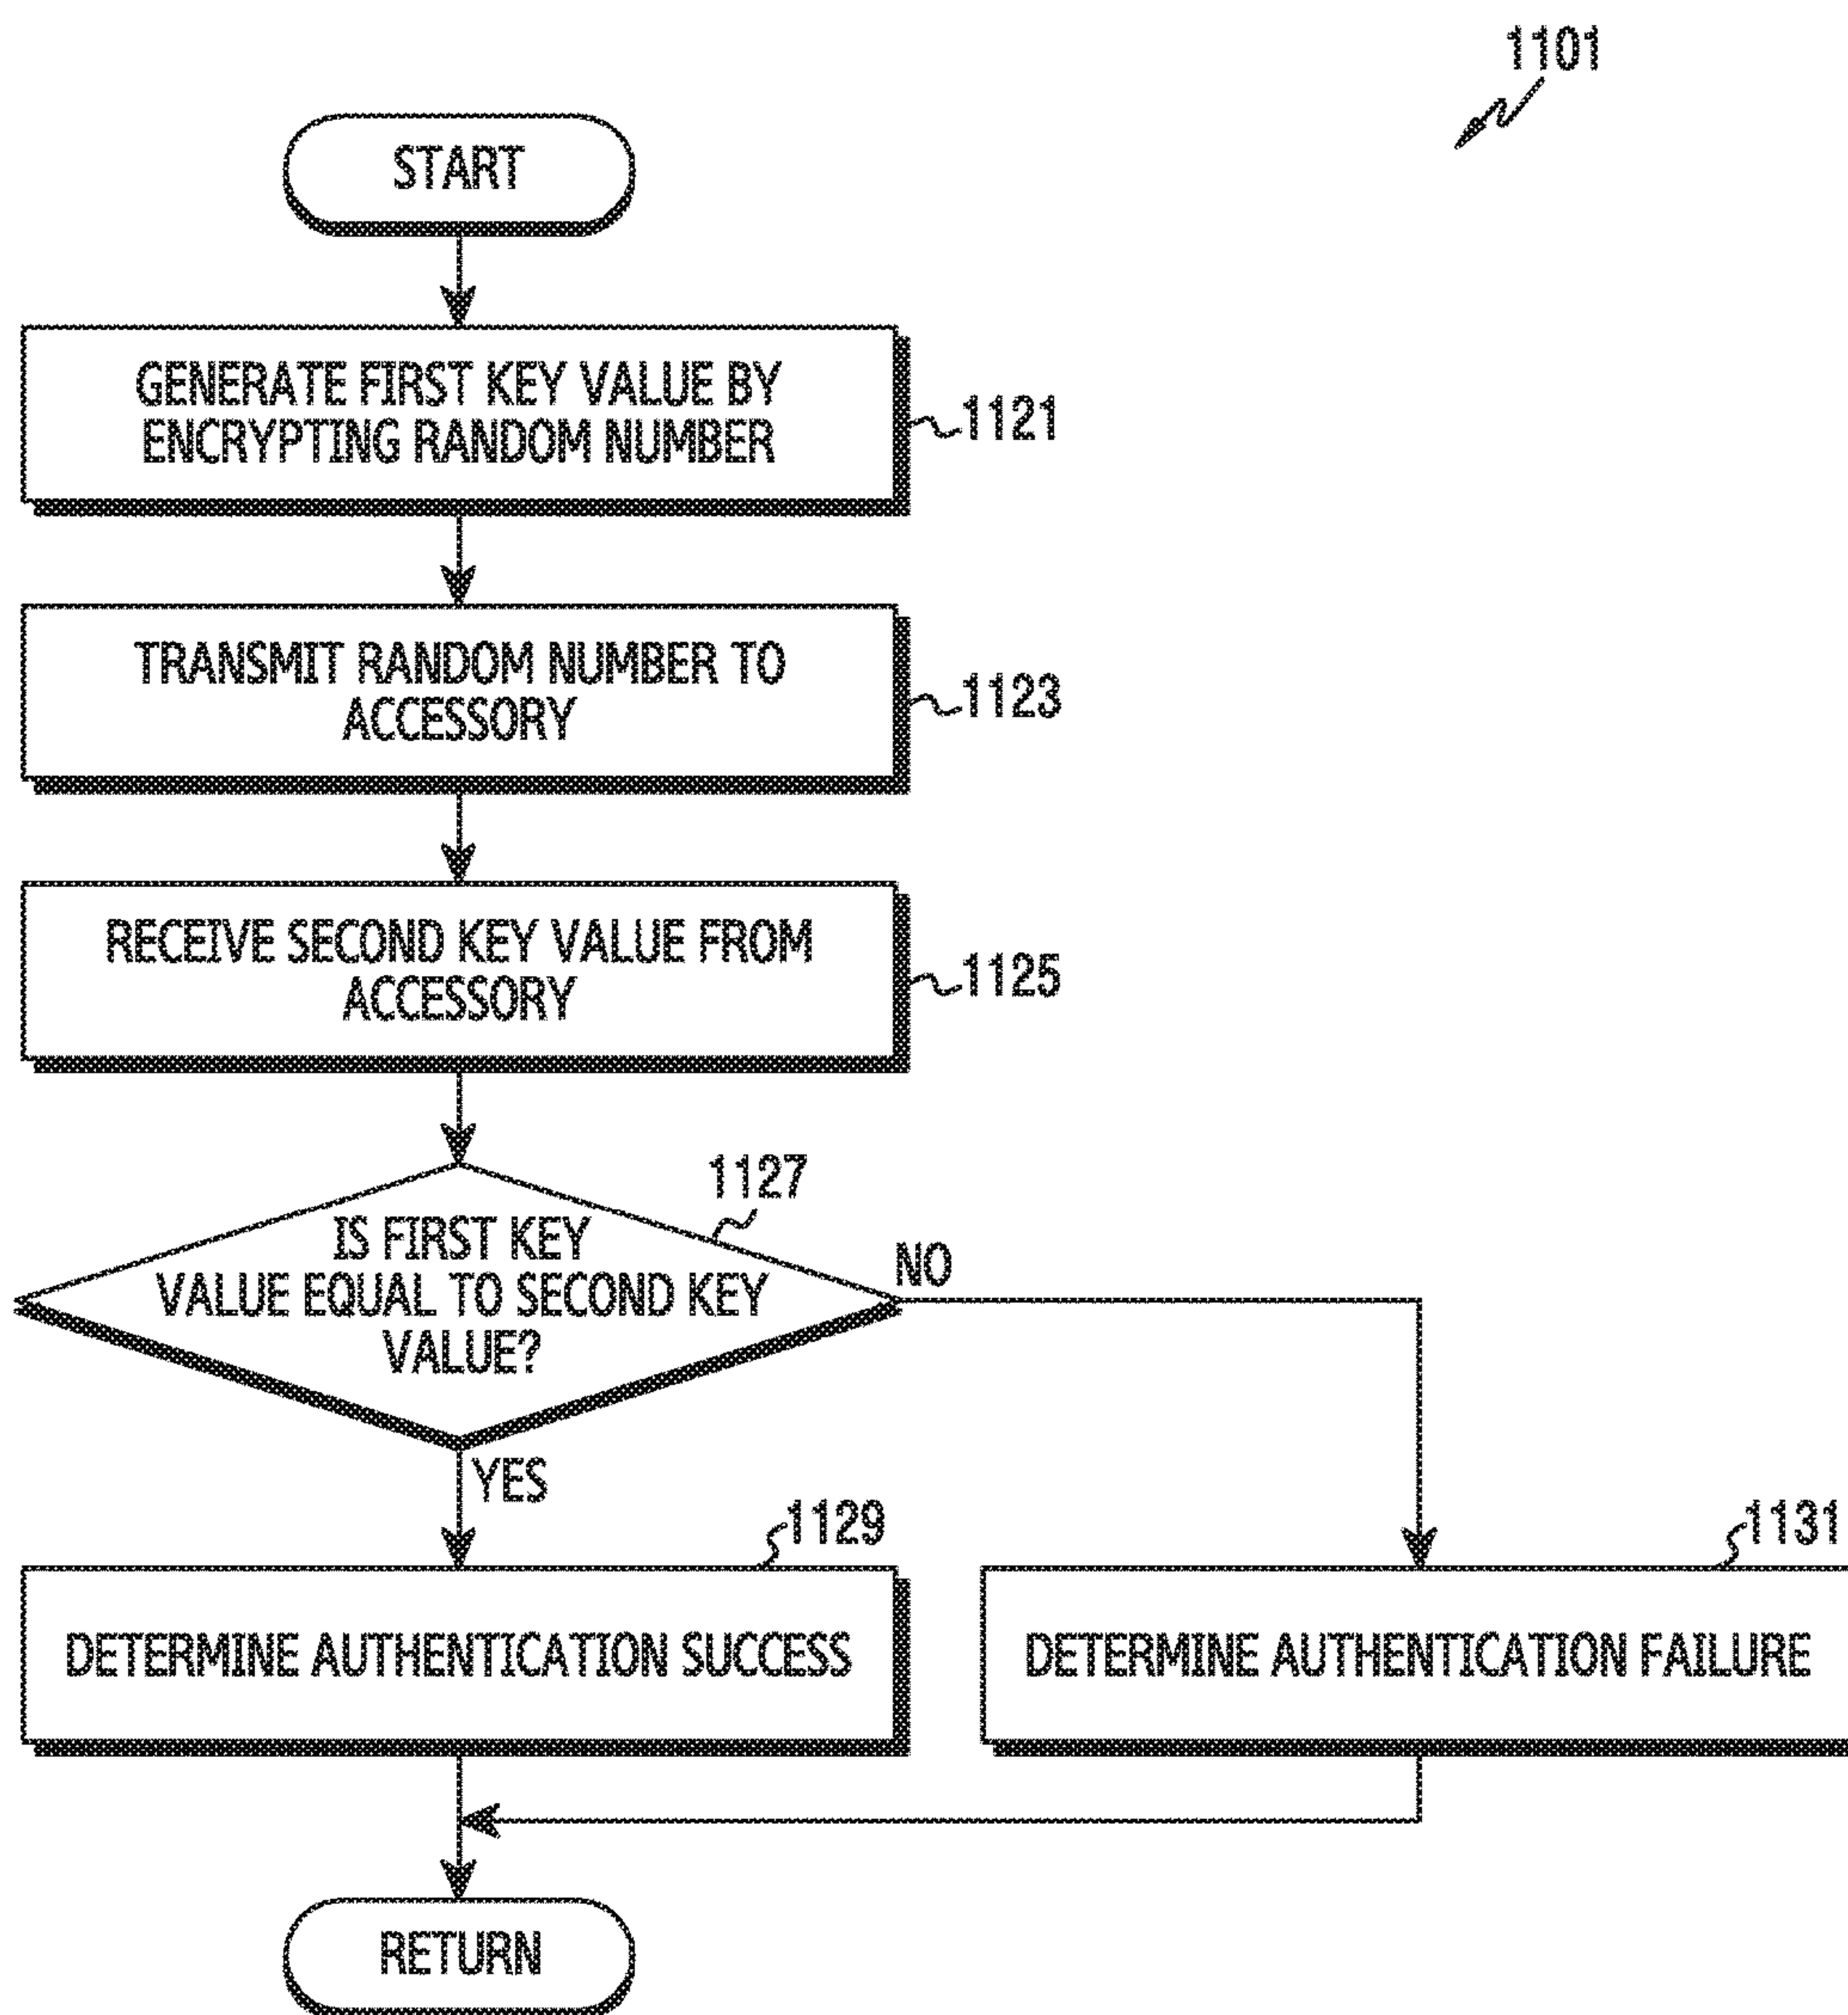 1101
START
GENERATE FIRST KEY VALUE BY
ENCRYPTING RANDOM NUMBER
1121
TRANSMIT RANDOM NUMBER TO
ACCESSORY
1123
RECEIVE SECOND KEY VALUE FROM
ACCESSORY
1125
1127
IS FIRST KEY
VALUE EQUAL TO SECOND KEY
VALUE?
NO
YES
1129
DETERMINE AUTHENTICATION SUCCESS
1131
DETERMINE AUTHENTICATION FAILURE
RETURN